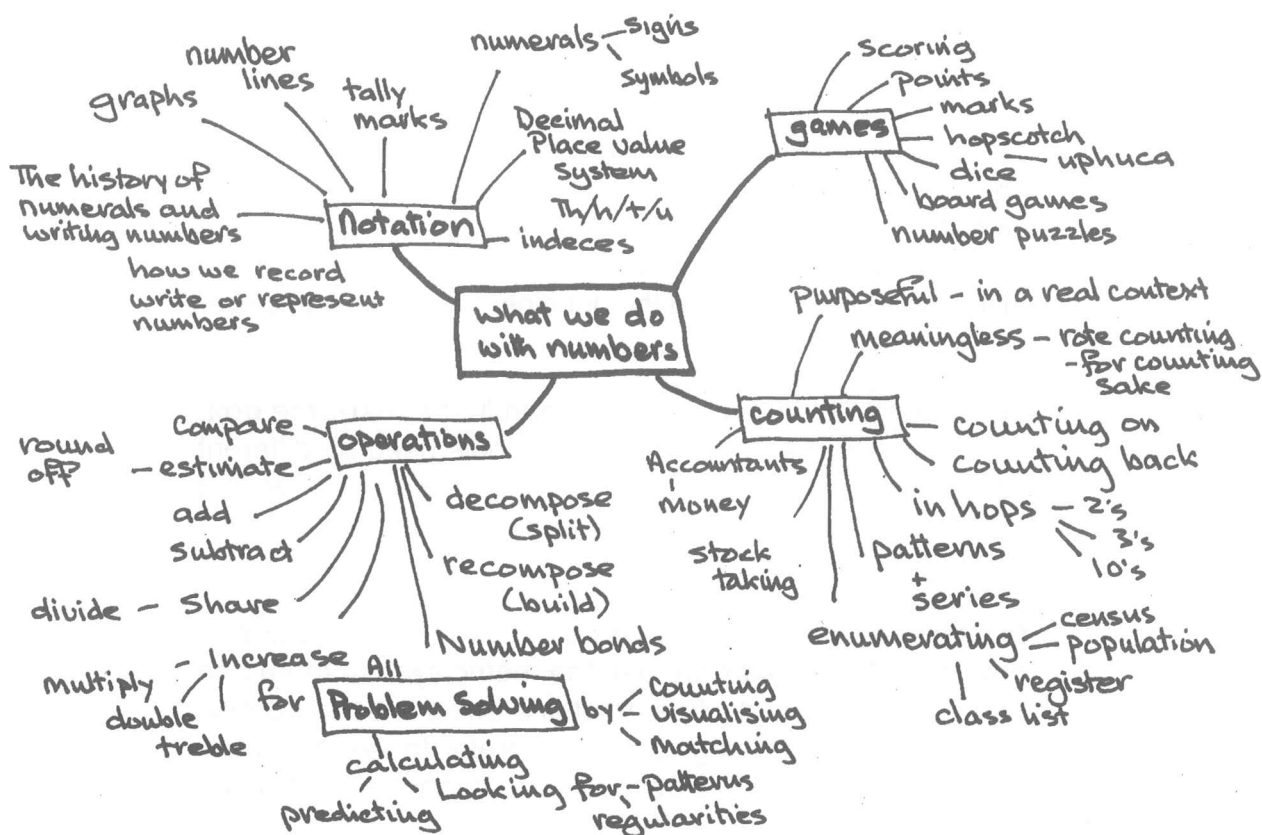 numerals – signs
symbols
number
lines
graphs
tally
marks
Decimal
Place value
System
Th/h/t/u
indeces
The history of
numerals and
writing numbers
Notation
how we record
write or represent
numbers
scoring
points
marks
games
hopscotch
uphuca
dice
board games
number puzzles
what we do
with numbers
purposeful – in a real context
meaningless – rote counting
-for counting
sake
counting
counting on
counting back
Accountants
money
in hops – 2's
3's
10's
stock
taking
patterns
+
series
enumerating
census
population
register
class list
operations
compare
round
off
– estimate
add
subtract
divide – Share
decompose
(split)
recompose
(build)
Number bonds
– Increase
multiply
double
treble
All
for Problem Solving by
counting
visualising
matching
calculating
predicting
Looking for – patterns
regularities